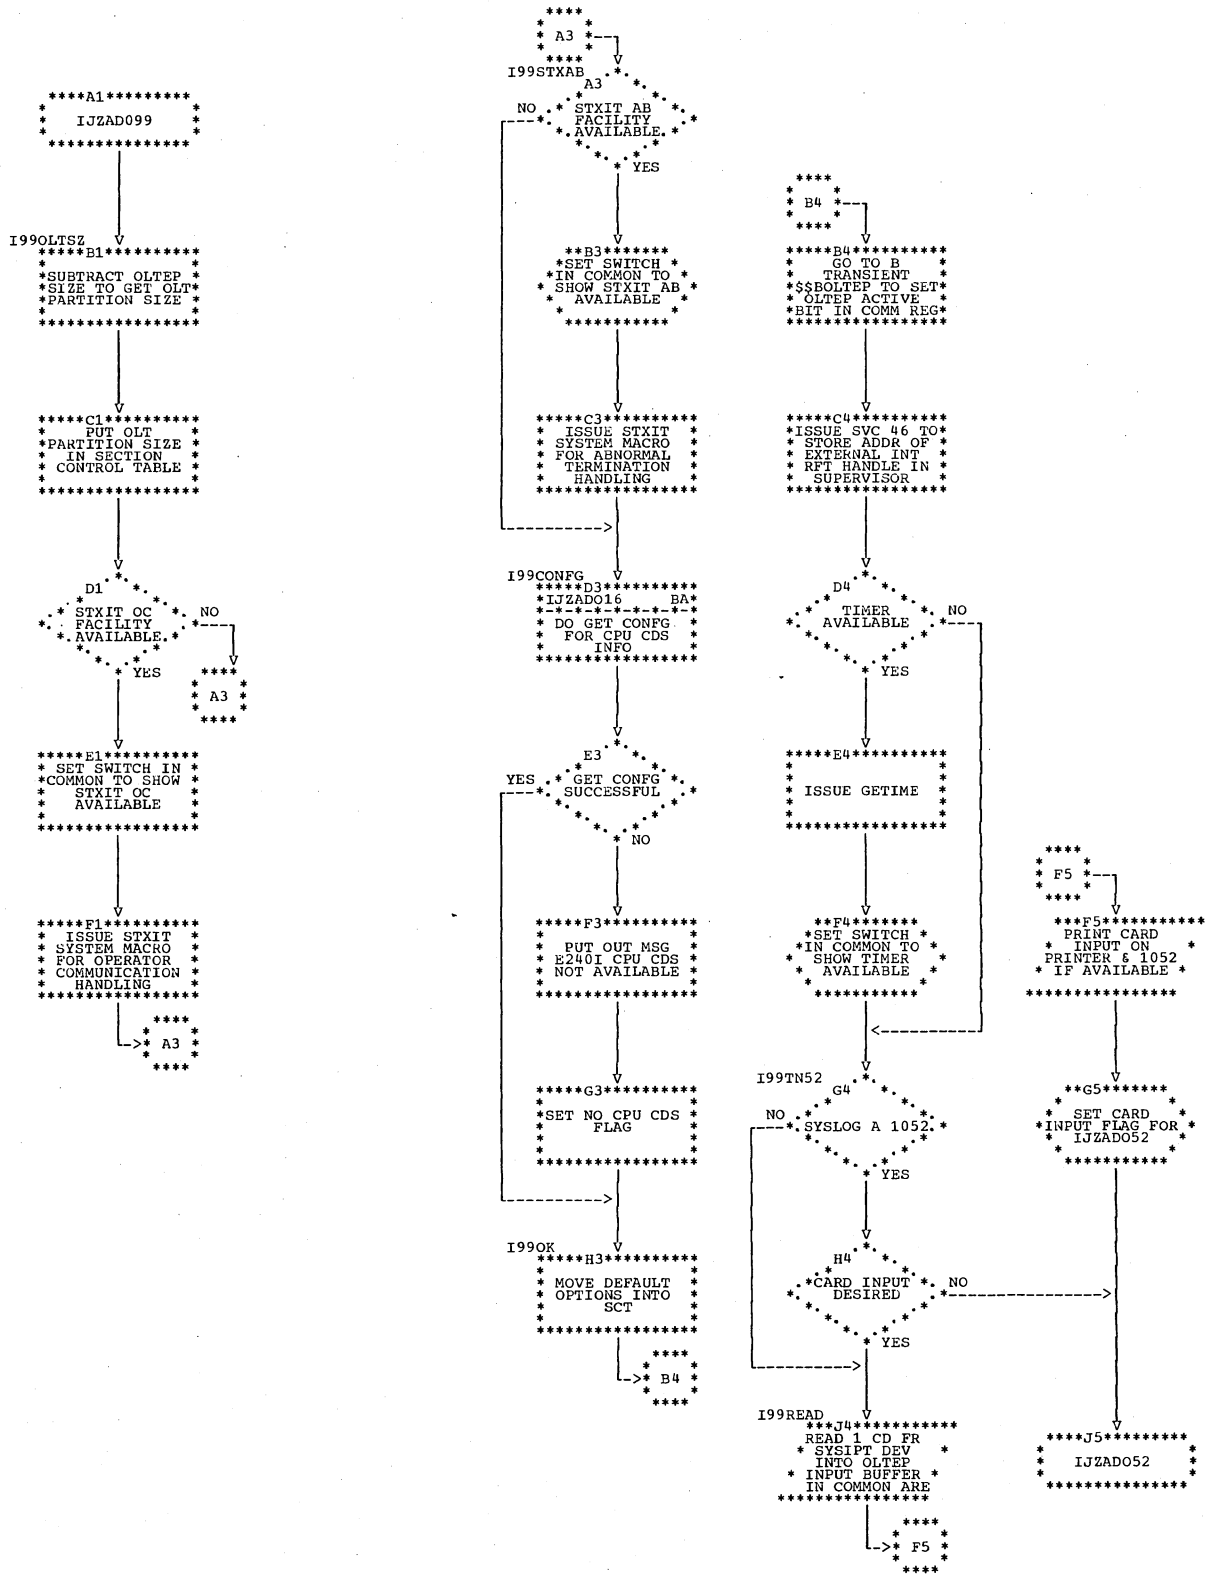 A1
IJZADO99
I99OLTSZ
B1
SUBTRACT OLTEP
SIZE TO GET OLT
PARTITION SIZE
C1
PUT OLT
PARTITION SIZE
IN SECTION
CONTROL TABLE
D1
STXIT OC
FACILITY
AVAILABLE
NO
YES
A3
E1
SET SWITCH IN
COMMON TO SHOW
STXIT OC
AVAILABLE
F1
ISSUE STXIT
SYSTEM MACRO
FOR OPERATOR
COMMUNICATION
HANDLING
A3
A3
I99STXAB
A3
STXIT AB
FACILITY
AVAILABLE
NO
YES
B3
SET SWITCH
IN COMMON TO
SHOW STXIT AB
AVAILABLE
C3
ISSUE STXIT
SYSTEM MACRO
FOR ABNORMAL
TERMINATION
HANDLING
I99CONFG
D3
IJZADO16 BA
DO GET CONFG
FOR CPU CDS
INFO
E3
GET CONFG
SUCCESSFUL
YES
NO
F3
PUT OUT MSG
E240I CPU CDS
NOT AVAILABLE
G3
SET NO CPU CDS
FLAG
I99OK
H3
MOVE DEFAULT
OPTIONS INTO
SCT
B4
B4
B4
GO TO B
TRANSIENT
$$BOLTEP TO SET
OLTEP ACTIVE
BIT IN COMM REG
C4
ISSUE SVC 46 TO
STORE ADDR OF
EXTERNAL INT
RFT HANDLE IN
SUPERVISOR
D4
TIMER
AVAILABLE
NO
YES
E4
ISSUE GETIME
F4
SET SWITCH
IN COMMON TO
SHOW TIMER
AVAILABLE
I99TN52
G4
SYSLOG A 1052
NO
YES
H4
CARD INPUT
DESIRED
NO
YES
I99READ
J4
READ 1 CD FR
SYSIPT DEV
INTO OLTEP
INPUT BUFFER
IN COMMON ARE
F5
F5
F5
PRINT CARD
INPUT ON
PRINTER & 1052
IF AVAILABLE
G5
SET CARD
INPUT FLAG FOR
IJZADO52
J5
IJZADO52